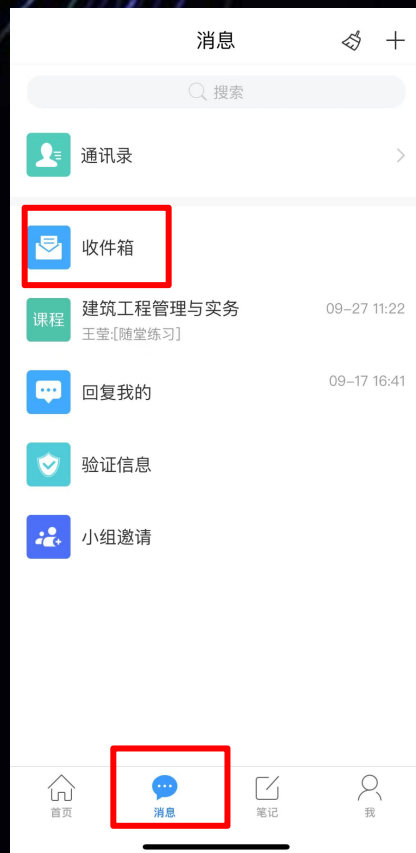 消息
搜索
通讯录
收件箱
课程
建筑工程管理与实务
09-27 11:22
王莹:[随堂练习]
回复我的
09-17 16:41
验证信息
小组邀请
首页
消息
笔记
我